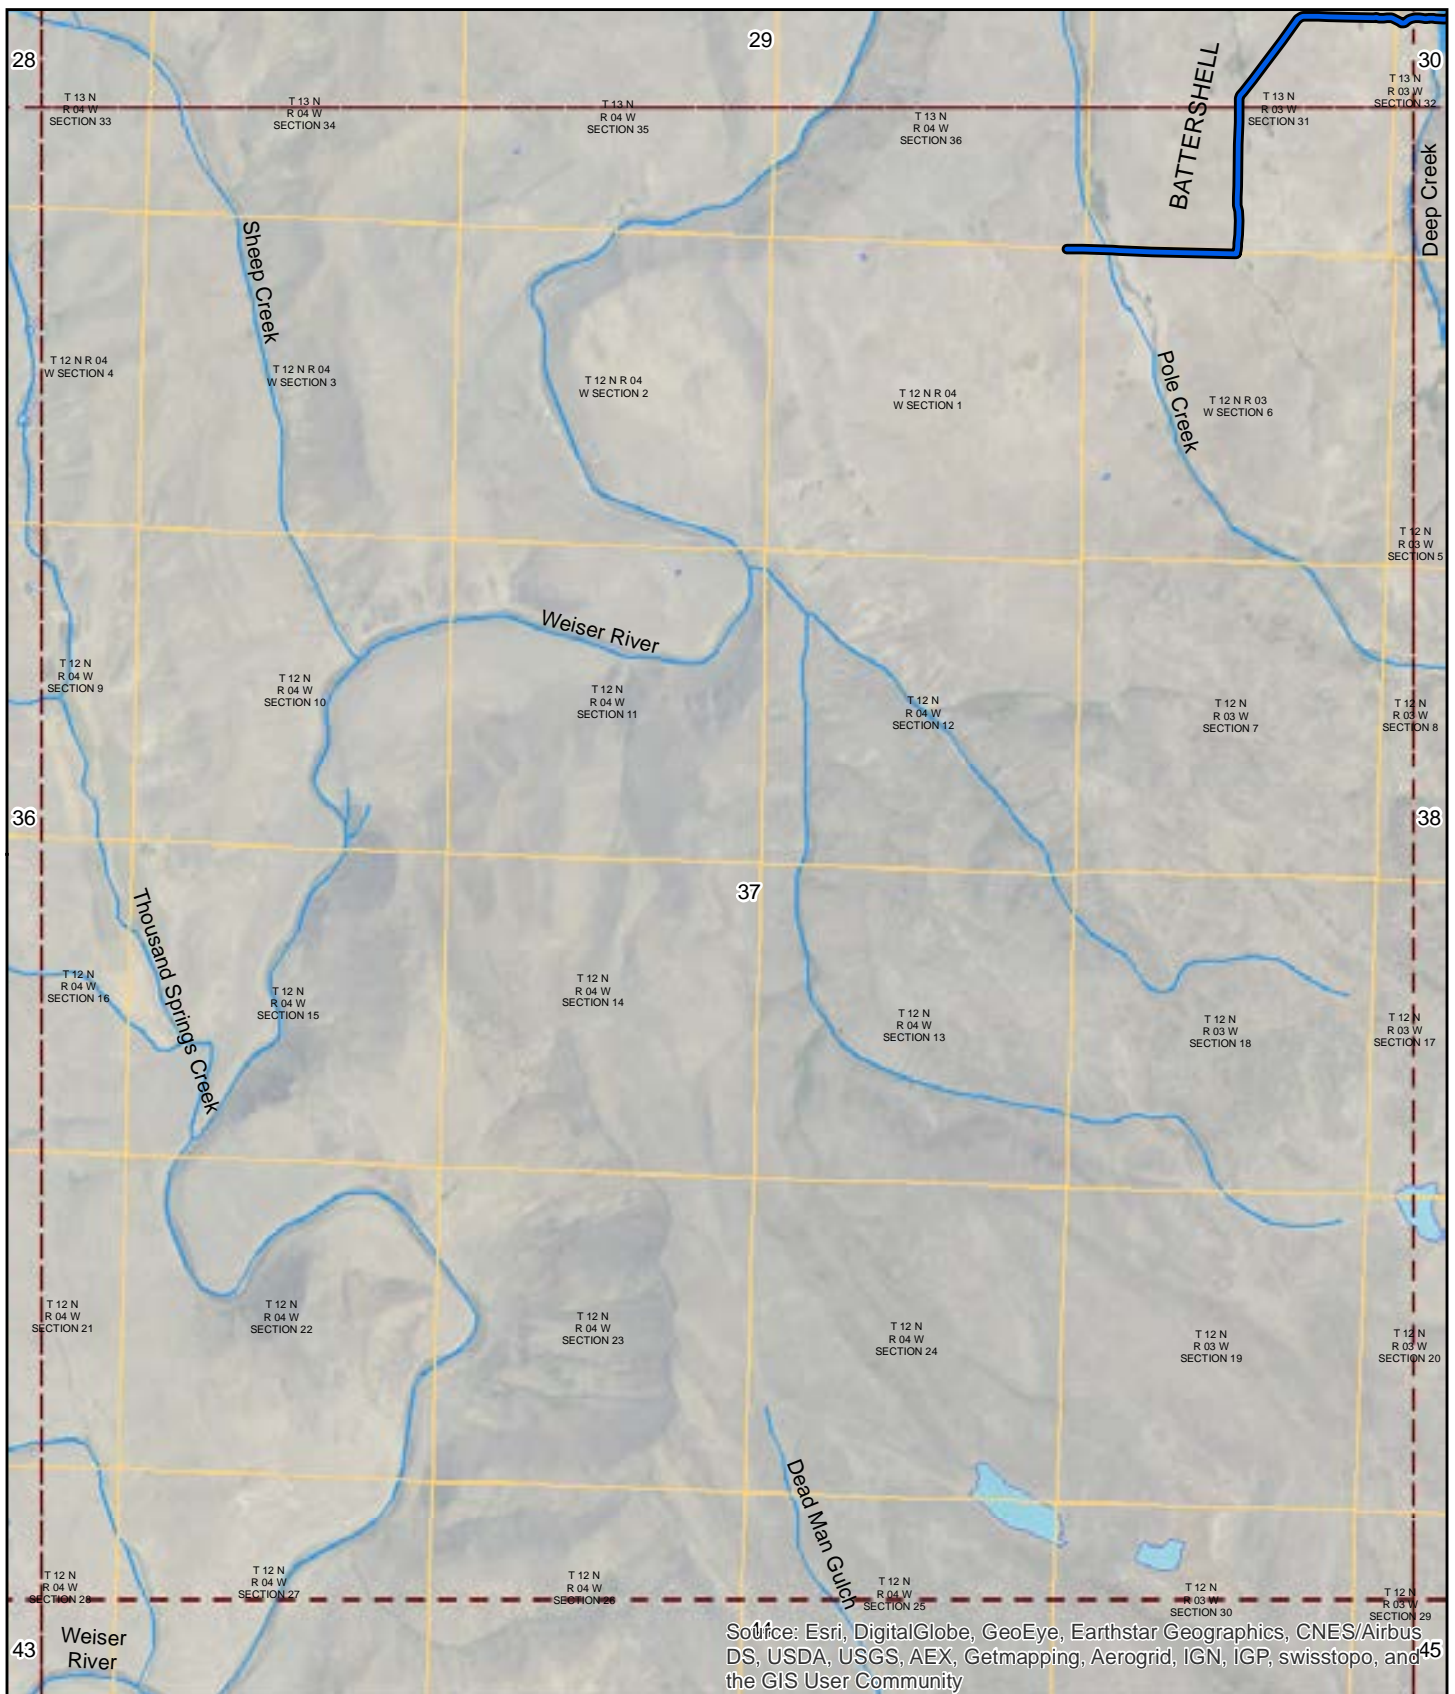 29
28
30
T 13 N
R 04 W
SECTION 33
T 13 N
R 04 W
SECTION 34
T 13 N
R 04 W
SECTION 35
T 13 N
R 04 W
SECTION 36
BATTERSHELL
T 13 N
R 03 W
SECTION 31
T 13 N
R 03 W
SECTION 32
Deep Creek
Sheep Creek
T 12 N R 04
W SECTION 4
T 12 N R 04
W SECTION 3
T 12 N R 04
W SECTION 2
T 12 N R 04
W SECTION 1
Pole Creek
T 12 N R 03
W SECTION 6
T 12 N
R 03 W
SECTION 5
Weiser River
T 12 N
R 04 W
SECTION 9
T 12 N
R 04 W
SECTION 10
T 12 N
R 04 W
SECTION 11
T 12 N
R 04 W
SECTION 12
T 12 N
R 03 W
SECTION 7
T 12 N
R 03 W
SECTION 8
36
38
37
Thousand Springs Creek
T 12 N
R 04 W
SECTION 16
T 12 N
R 04 W
SECTION 15
T 12 N
R 04 W
SECTION 14
T 12 N
R 04 W
SECTION 13
T 12 N
R 03 W
SECTION 18
T 12 N
R 03 W
SECTION 17
T 12 N
R 04 W
SECTION 21
T 12 N
R 04 W
SECTION 22
T 12 N
R 04 W
SECTION 23
T 12 N
R 04 W
SECTION 24
T 12 N
R 03 W
SECTION 19
T 12 N
R 03 W
SECTION 20
Dead Man Gulch
T 12 N
R 04 W
SECTION 28
T 12 N
R 04 W
SECTION 27
T 12 N
R 04 W
SECTION 26
T 12 N
R 04 W
SECTION 25
T 12 N
R 03 W
SECTION 30
T 12 N
R 03 W
SECTION 29
43
Weiser
River
45
Source: Esri, DigitalGlobe, GeoEye, Earthstar Geographics, CNES/Airbus
DS, USDA, USGS, AEX, Getmapping, Aerogrid, IGN, IGP, swisstopo, and
the GIS User Community